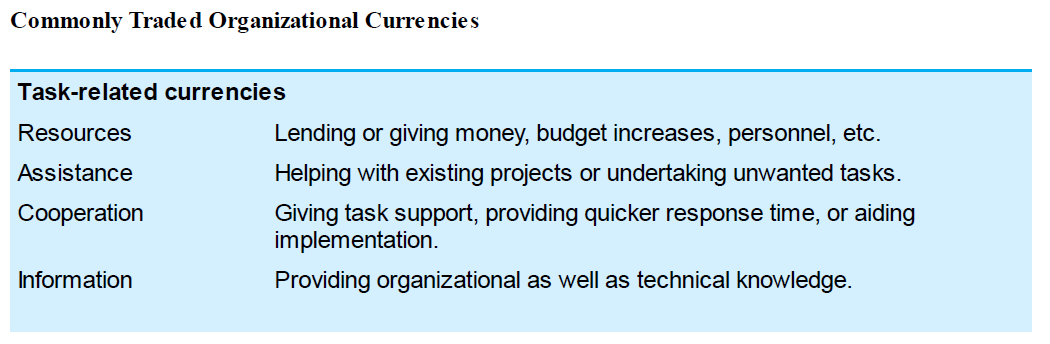 Commonly Traded Organizational Currencies
Task-related currencies
Resources Lending or giving money, budget increases, personnel, etc.
Assistance Helping with existing projects or undertaking unwanted tasks.
Cooperation Giving task support, providing quicker response time, or aiding
implementation.
Information Providing organizational as well as technical knowledge.